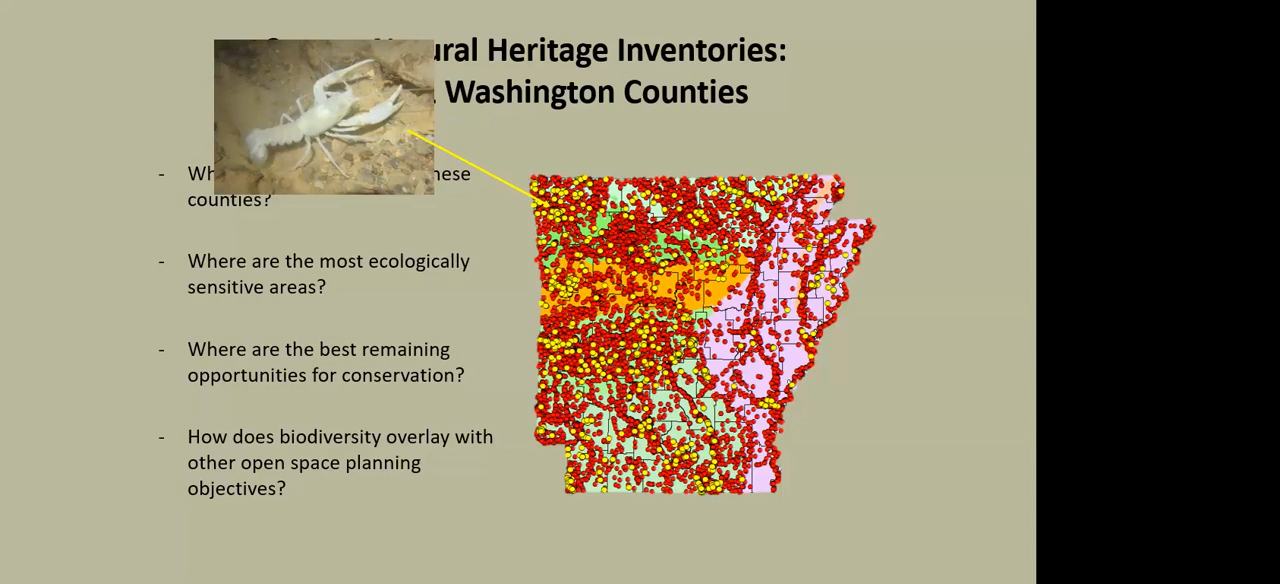 ural Heritage Inventories:
Washington Counties
- Wh
counties?
- Where are the most ecologically
sensitive areas?
- Where are the best remaining
opportunities for conservation?
- How does biodiversity overlay with
other open space planning
objectives?